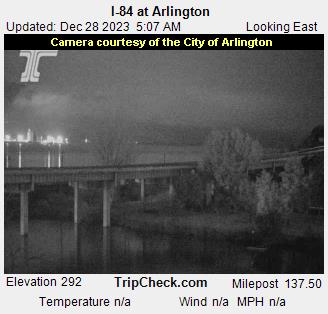 I-84 at Arlington
Updated: Dec 28 2023 5:07 AM Looking East
Camera courtesy of the City of Arlington
Elevation 292 TripCheck.com Milepost 137.50
Temperature n/a Wind n/a MPH n/a